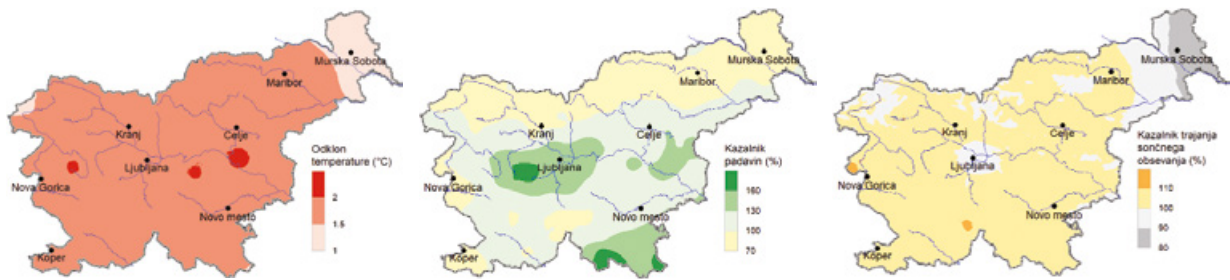 Murska Sobota
Maribor
Kranj
Celje
Ljubljana
Nova Gorica
Novo mesto
Koper
Odklon
temperature (°C)
2
1.5
1
Murska Sobota
Maribor
Kranj
Celje
Ljubljana
Nova Gorica
Novo mesto
Koper
Kazalnik
padavin (%)
160
130
100
70
Murska Sobota
Maribor
Kranj
Celje
Ljubljana
Nova Gorica
Novo mesto
Koper
Kazalnik trajanja
sončnega
obsevanja (%)
110
100
90
80